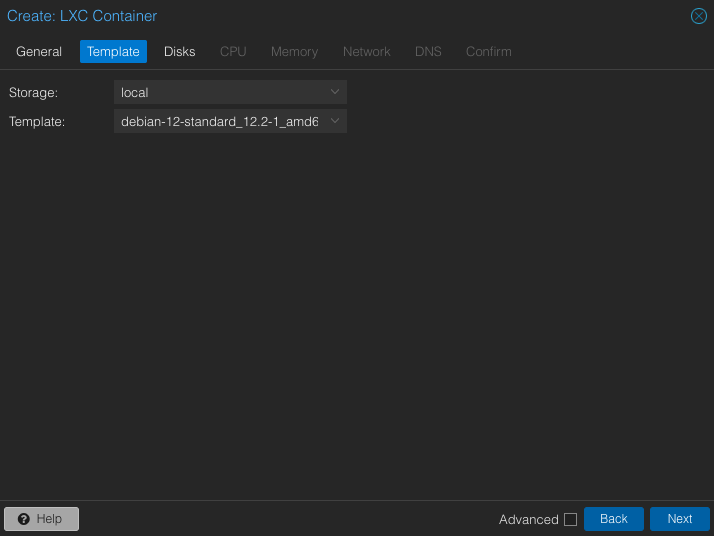 Create: LXC Container
General Template Disks CPU Memory Network DNS Confirm
Storage: local
Template: debian-12-standard_12.2-1_amd6
Help Advanced Back Next